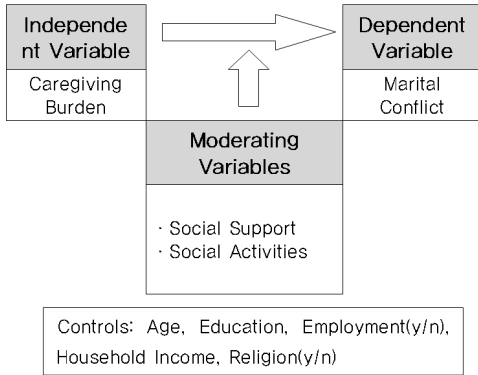 Independe
nt Variable
Caregiving
Burden
Dependent
Variable
Marital
Conflict
Moderating
Variables
· Social Support
· Social Activities
Controls: Age, Education, Employment(y/n),
Household Income, Religion(y/n)